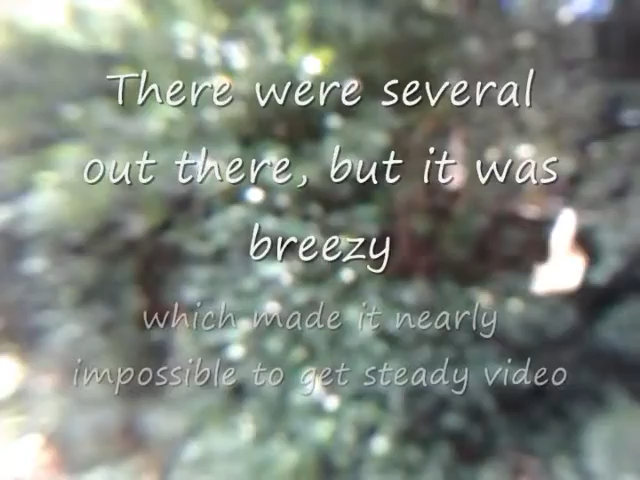 There were several
out there, but it was
breezy
which made it nearly
impossible to get steady video